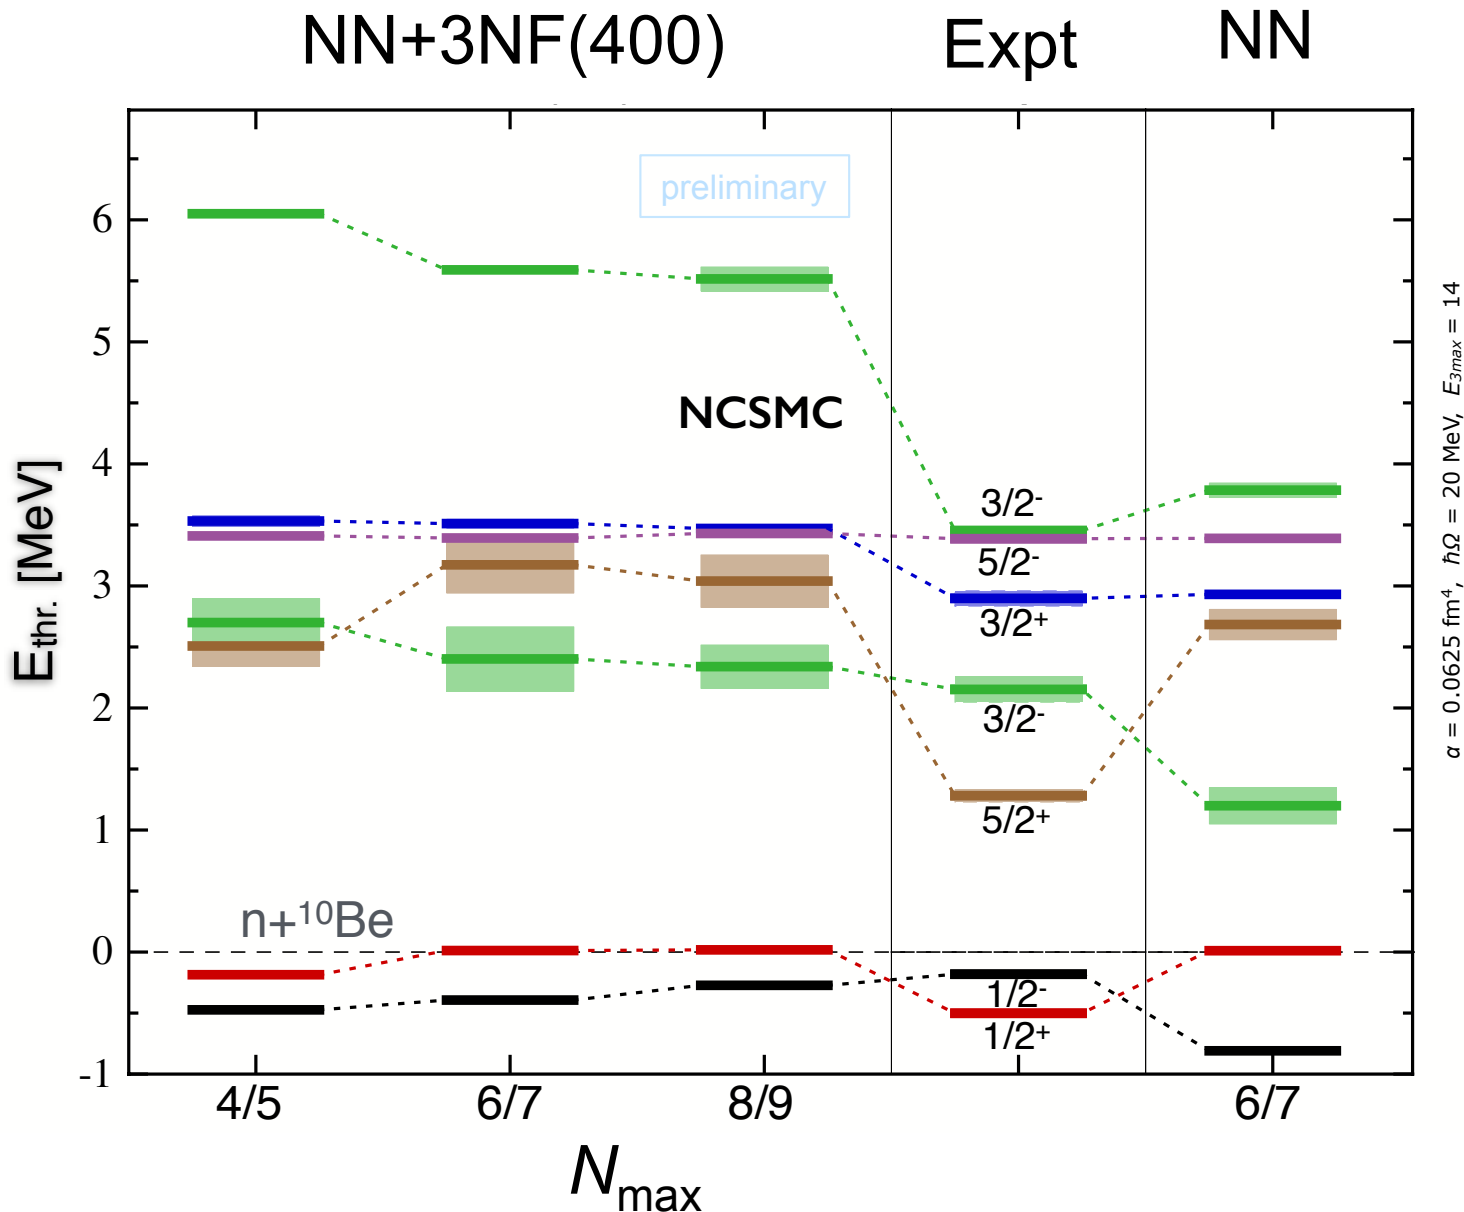 NN+3NF(400) Expt NN
preliminary
6
5
NCSMC
4
3/2⁻
5/2⁻
3
3/2⁺
2
3/2⁻
5/2⁺
1
n+¹⁰Be
0
1/2⁻
1/2⁺
-1
4/5 6/7 8/9 6/7
Nmax
Ethr. [MeV]
α = 0.0625 fm⁴, ℏΩ = 20 MeV, E3max = 14